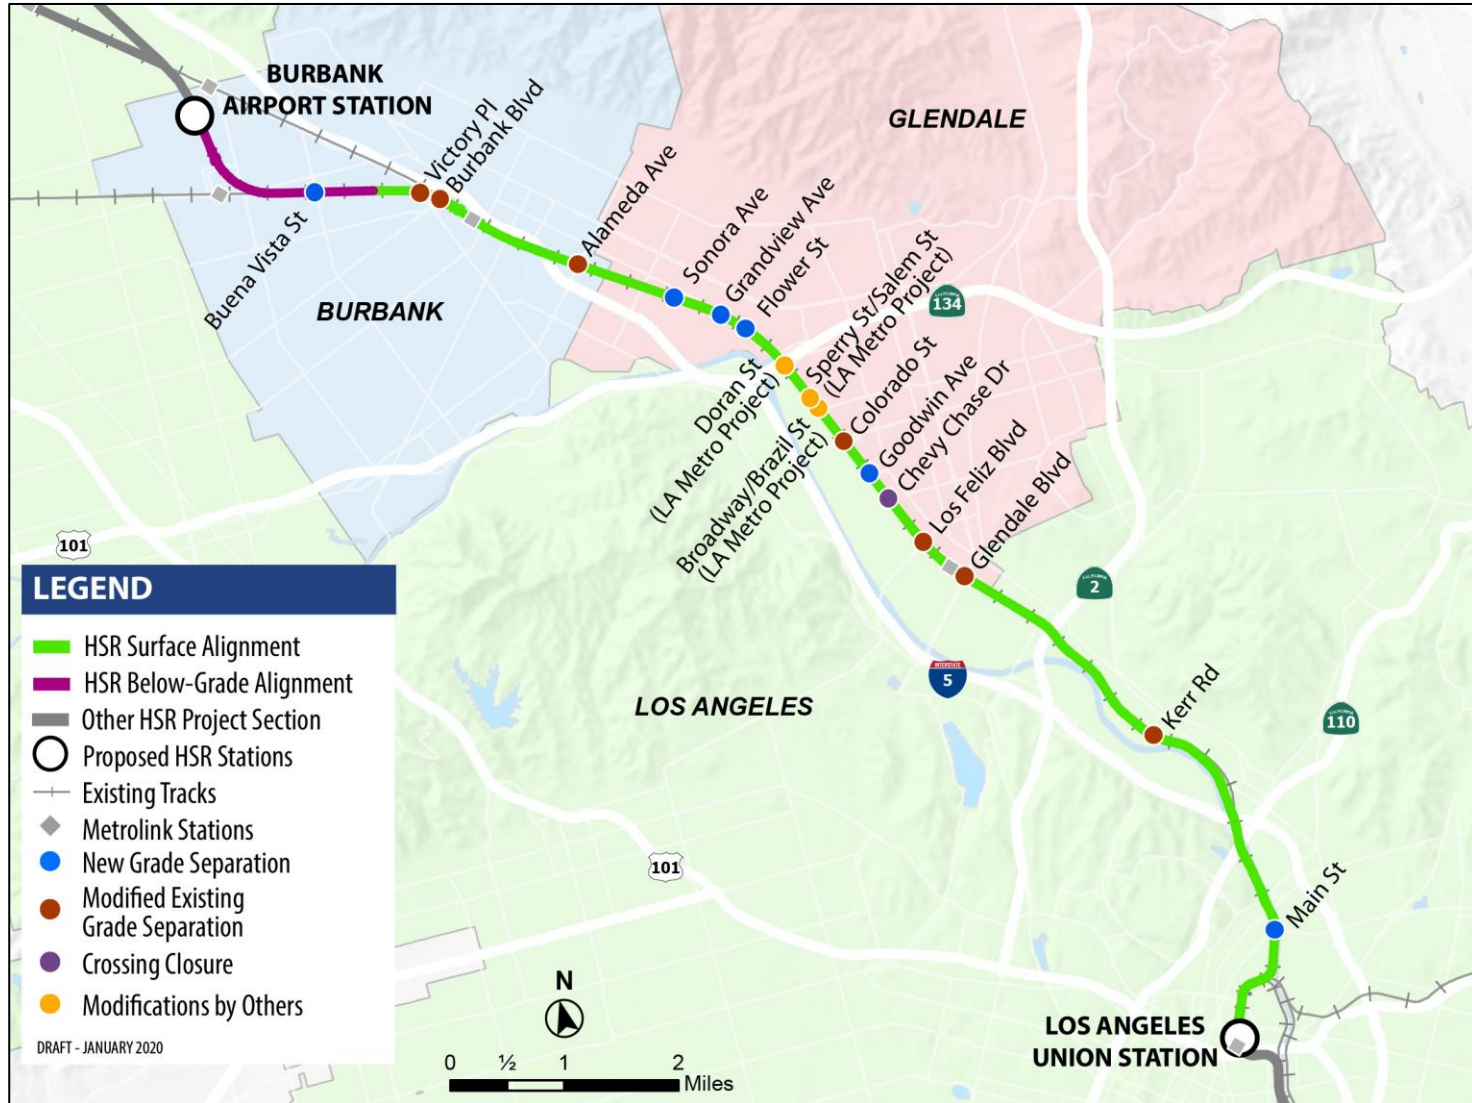 BURBANK
AIRPORT STATION
Victory Pl
Burbank Blvd
GLENDALE
Alameda Ave
Buena Vista St
Sonora Ave
Grandview Ave
Flower St
BURBANK
Sperry St/Salem St
(LA Metro Project)
CALIFORNIA
134
Doran St
(LA Metro Project)
Colorado St
Goodwin Ave
Chevy Chase Dr
Broadway/Brazil St
(LA Metro Project)
Los Feliz Blvd
Glendale Blvd
101
CALIFORNIA
2
INTERSTATE
5
LOS ANGELES
Kerr Rd
CALIFORNIA
110
101
Main St
LOS ANGELES
UNION STATION
LEGEND
HSR Surface Alignment
HSR Below-Grade Alignment
Other HSR Project Section
Proposed HSR Stations
Existing Tracks
Metrolink Stations
New Grade Separation
Modified Existing
Grade Separation
Crossing Closure
Modifications by Others
DRAFT - JANUARY 2020
N
0 ½ 1 2
Miles